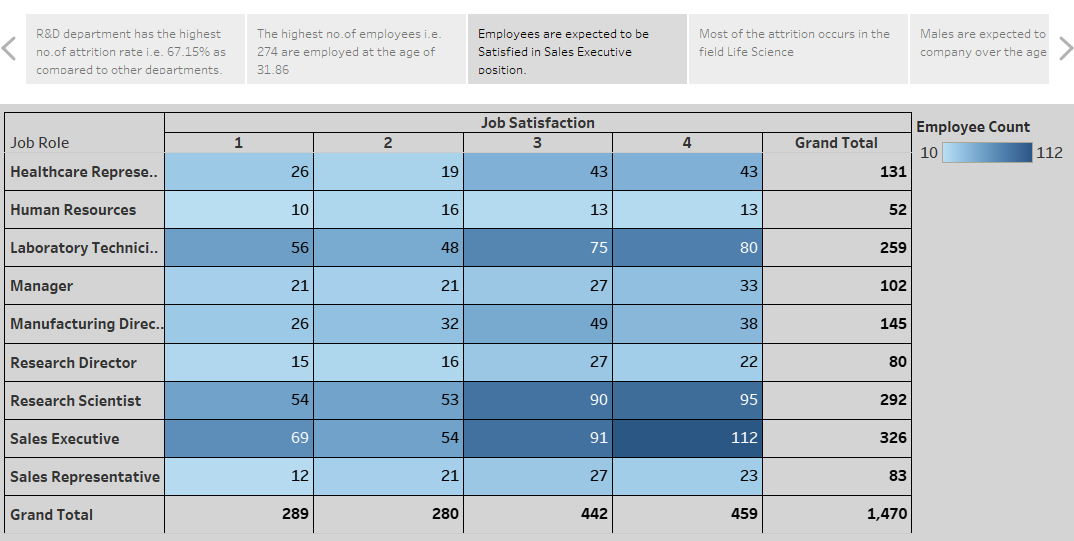 R&D department has the highest
no.of attrition rate i.e. 67.15% as
compared to other departments.
The highest no.of employees i.e.
274 are employed at the age of
31.86
Employees are expected to be
Satisfied in Sales Executive
position.
Most of the attrition occurs in the
field Life Science
Males are expected to
company over the age
Job Satisfaction
Job Role 1 2 3 4 Grand Total
Healthcare Represe.. 26 19 43 43 131
Human Resources 10 16 13 13 52
Laboratory Technici.. 56 48 75 80 259
Manager 21 21 27 33 102
Manufacturing Direc.. 26 32 49 38 145
Research Director 15 16 27 22 80
Research Scientist 54 53 90 95 292
Sales Executive 69 54 91 112 326
Sales Representative 12 21 27 23 83
Grand Total 289 280 442 459 1,470
Employee Count
10 112